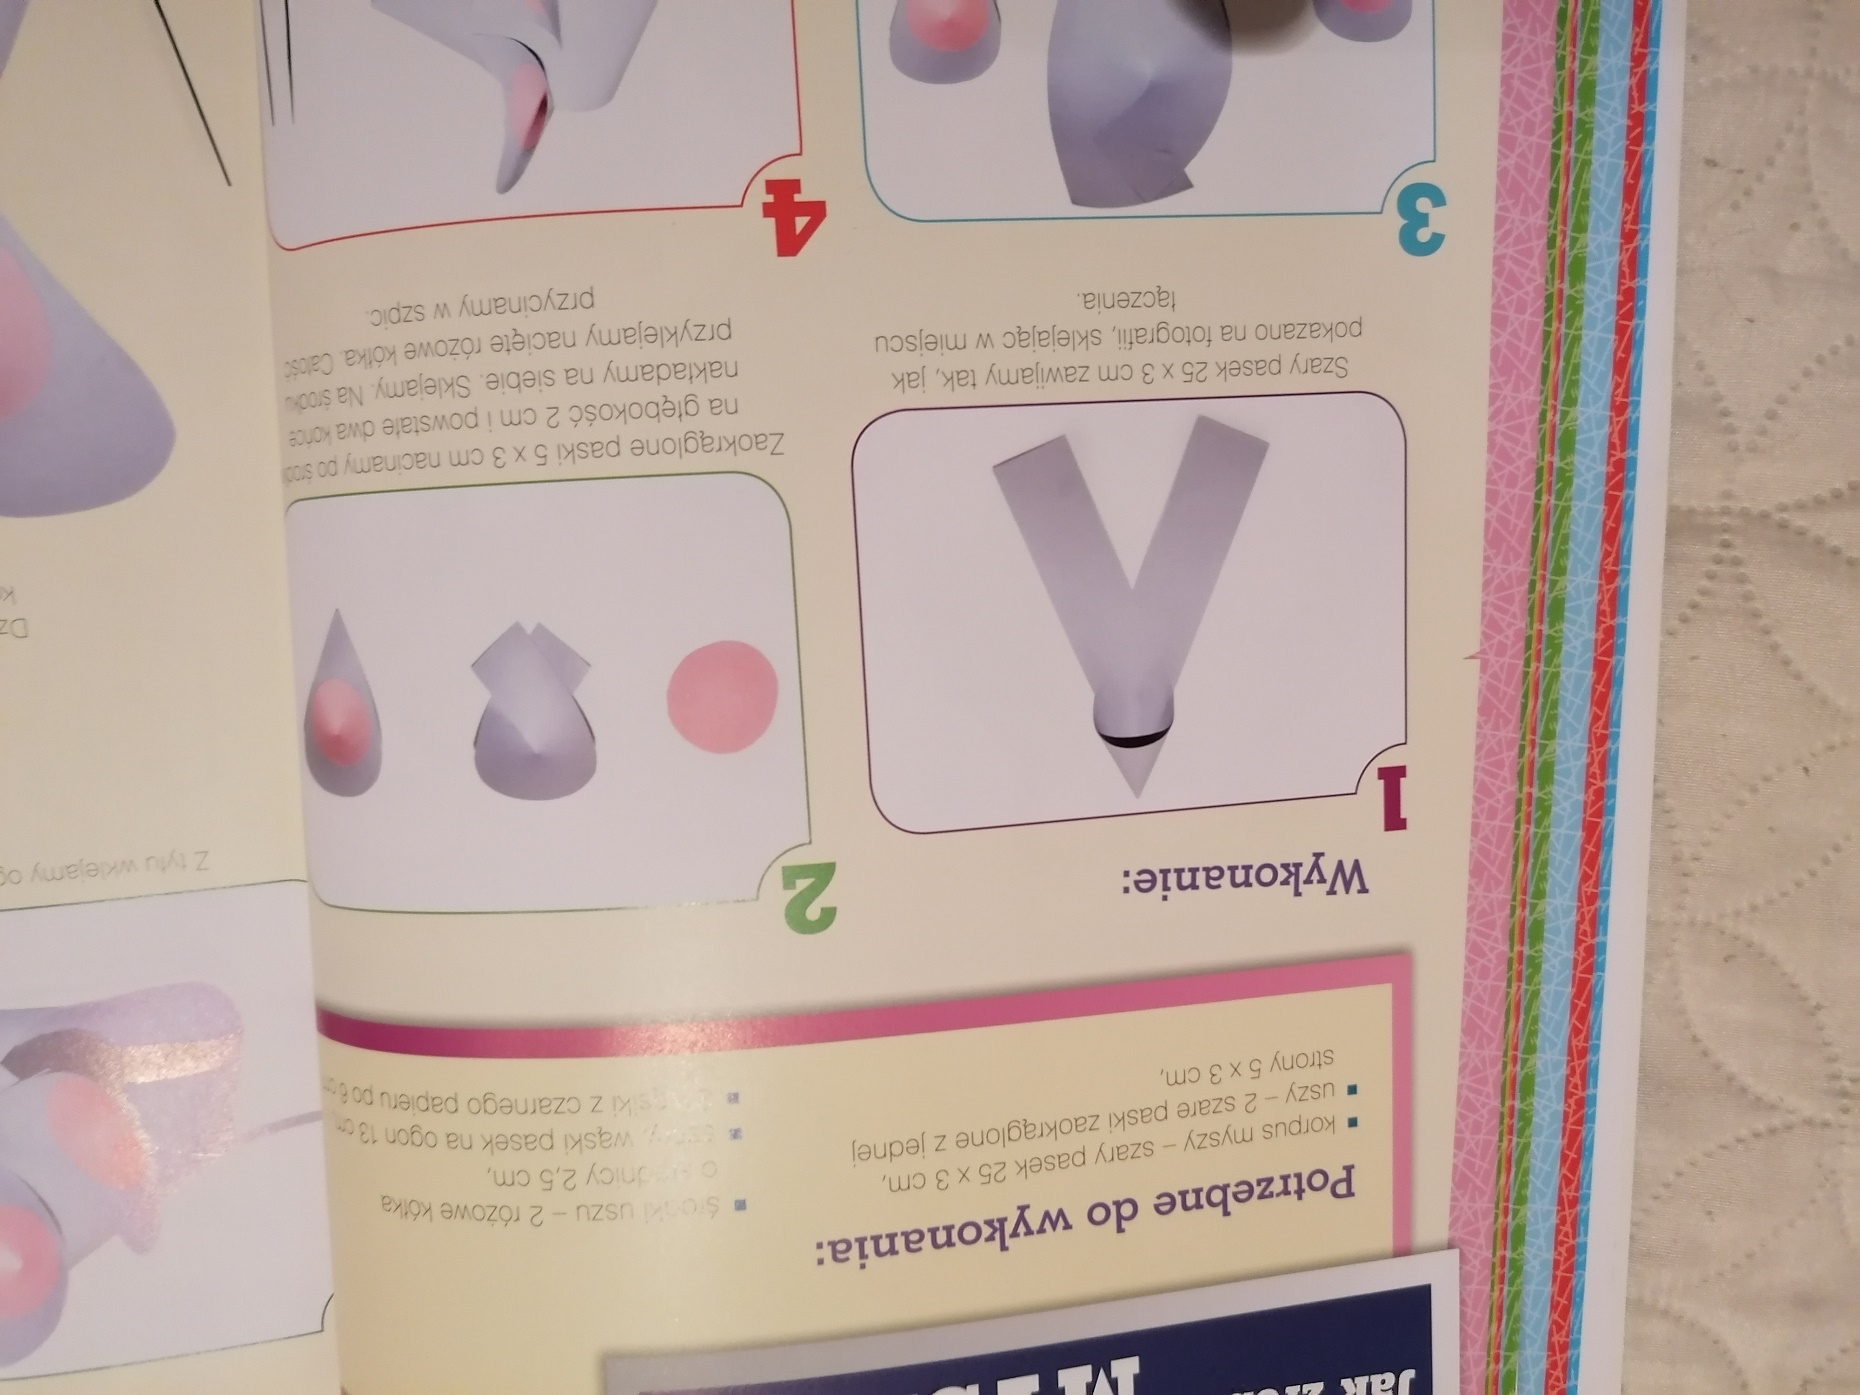 Jak
Potrzebne do wykonania:
▪ korpus myszy – szary pasek 25 x 3 cm,
▪ uszy – 2 szare paski zaokrąglone z jednej
strony 5 x 3 cm,
▪ środki uszu – 2 różowe kółka
o średnicy 2,5 cm,
▪ wąski pasek na ogon 13 cm
▪ z czarnego papieru po 6
Wykonanie:
1
Szary pasek 25 x 3 cm zawijamy tak, jak
pokazano na fotografii, sklejając w miejscu
łączenia.
2
Zaokrąglone paski 5 x 3 cm nacinamy po
na głębokość 2 cm i powstałe dwa końce
nakładamy na siebie. Sklejamy. Na środku
przyklejamy nacięte różowe kółka. Całość
przycinamy w szpic.
3
4
Z tyłu wklejamy